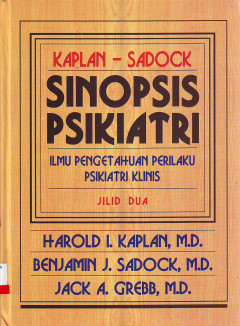 KAPLAN – SADOCK
SINOPSIS
PSIKIATRI
ILMU PENGETAHUAN PERILAKU
PSIKIATRI KLINIS
JILID DUA
HAROLD I. KAPLAN, M.D.
BENJAMIN J. SADOCK, M.D.
JACK A. GREBB, M.D.